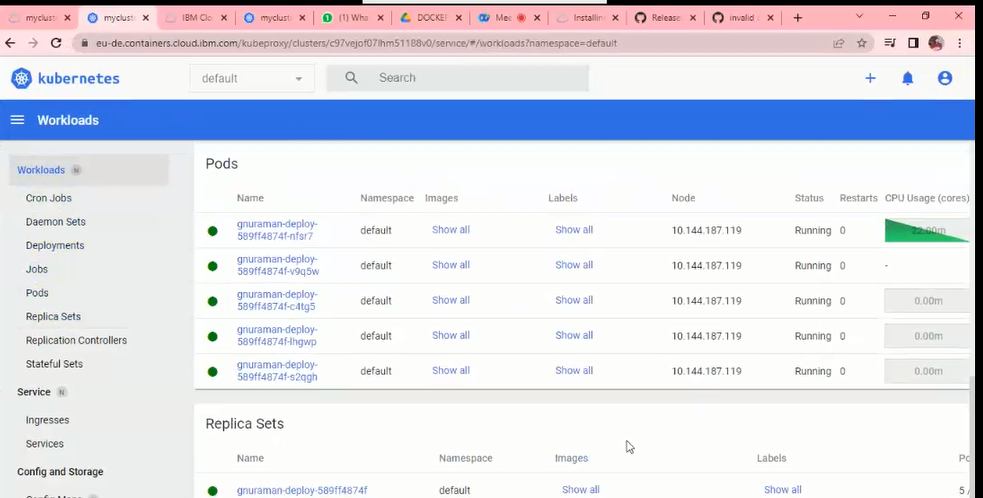 myclust
myclust
IBM Clo
myclust
(1) Wha
DOCKER
Mee
Installin
Release
invalid
eu-de.containers.cloud.ibm.com/kubeproxy/clusters/c97vejof07lhm51188v0/service/#/workloads?namespace=default
kubernetes
default
Search
Workloads
Workloads N
Cron Jobs
Daemon Sets
Deployments
Jobs
Pods
Replica Sets
Replication Controllers
Stateful Sets
Service N
Ingresses
Services
Config and Storage
Pods
Name Namespace Images Labels Node Status Restarts CPU Usage (cores)
gnuraman-deploy-
589ff4874f-nfsr7 default Show all Show all 10.144.187.119 Running 0 22.00m
gnuraman-deploy-
589ff4874f-v9q5w default Show all Show all 10.144.187.119 Running 0 -
gnuraman-deploy-
589ff4874f-c4tg5 default Show all Show all 10.144.187.119 Running 0 0.00m
gnuraman-deploy-
589ff4874f-lhgwp default Show all Show all 10.144.187.119 Running 0 0.00m
gnuraman-deploy-
589ff4874f-s2qgh default Show all Show all 10.144.187.119 Running 0 0.00m
Replica Sets
Name Namespace Images Labels Po
gnuraman-deploy-589ff4874f default Show all Show all 5 /